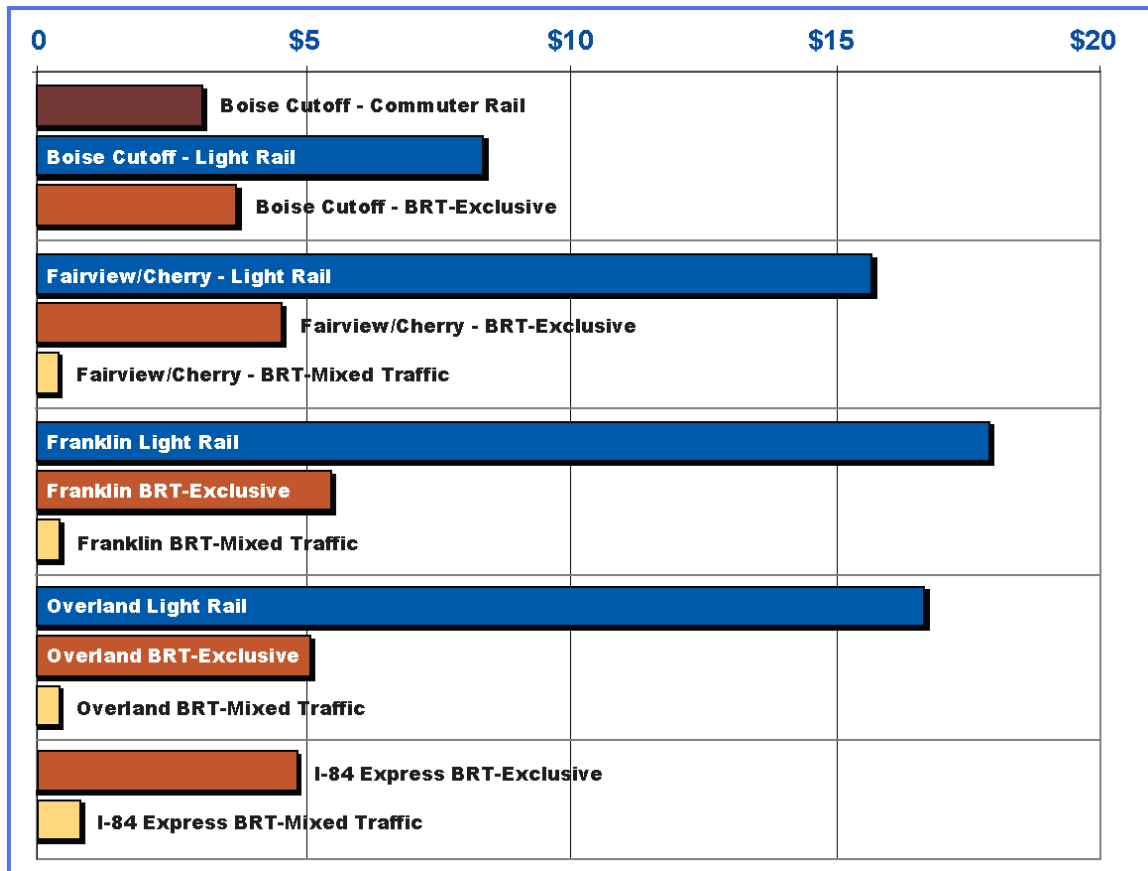 0 $5 $10 $15 $20
Boise Cutoff - Commuter Rail
Boise Cutoff - Light Rail
Boise Cutoff - BRT-Exclusive
Fairview/Cherry - Light Rail
Fairview/Cherry - BRT-Exclusive
Fairview/Cherry - BRT-Mixed Traffic
Franklin Light Rail
Franklin BRT-Exclusive
Franklin BRT-Mixed Traffic
Overland Light Rail
Overland BRT-Exclusive
Overland BRT-Mixed Traffic
I-84 Express BRT-Exclusive
I-84 Express BRT-Mixed Traffic